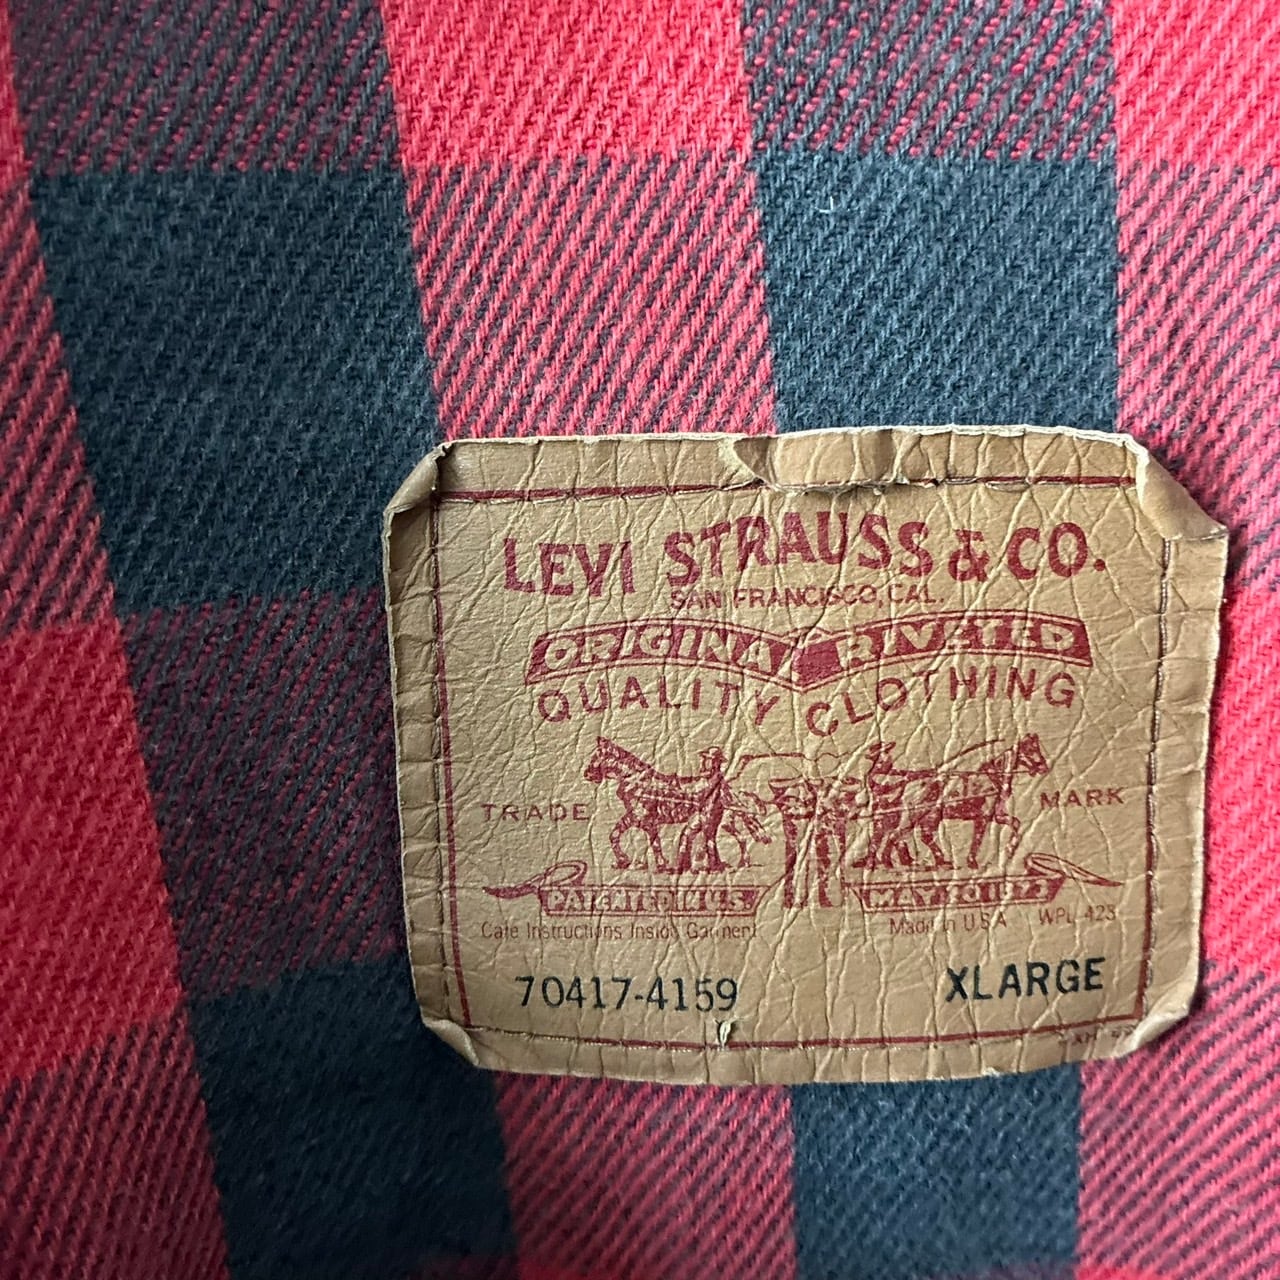 LEVI STRAUSS & CO.
SAN FRANCISCO, CAL.
ORIGINAL RIVETED
QUALITY CLOTHING
TRADE MARK
PATENTED IN U.S. MAY 20 1873
Care Instructions Inside Garment Made in U S A WPL 423
70417-4159 XLARGE